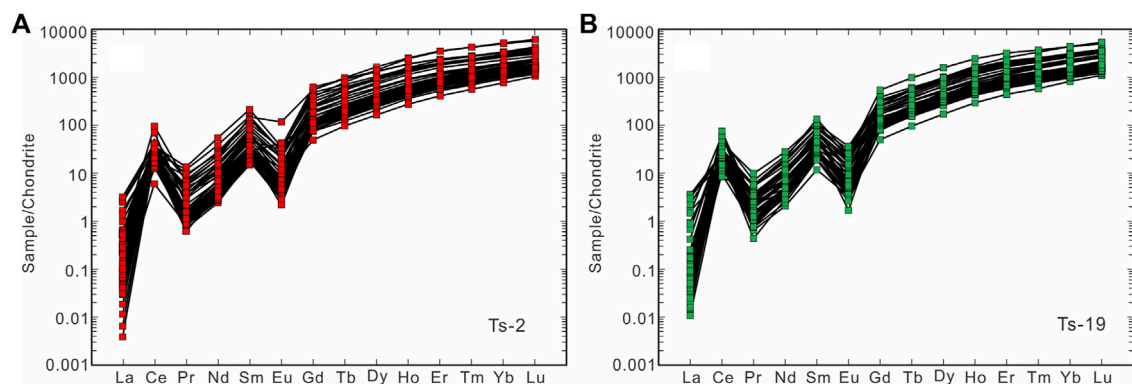 A
Sample/Chondrite
10000
1000
100
10
1
0.1
0.01
0.001
Ts-2
La Ce Pr Nd Sm Eu Gd Tb Dy Ho Er Tm Yb Lu
B
Sample/Chondrite
10000
1000
100
10
1
0.1
0.01
0.001
Ts-19
La Ce Pr Nd Sm Eu Gd Tb Dy Ho Er Tm Yb Lu